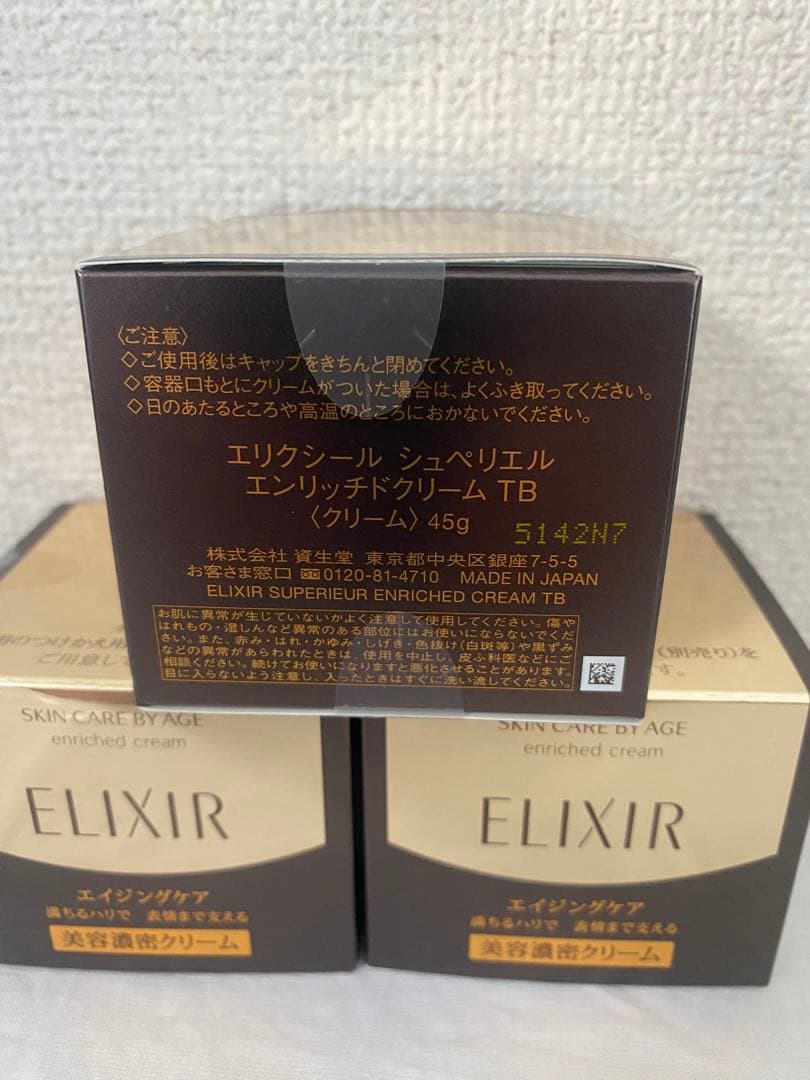 〈ご注意〉
◇ご使用後はキャップをきちんと閉めてください。
◇容器口もとにクリームがついた場合は、よくふき取ってください。
◇日のあたるところや高温のところにおかないでください。
エリクシール シュペリエル
エンリッチドクリーム TB
〈クリーム〉45g
5142N7
株式会社 資生堂 東京都中央区銀座7-5-5
お客さま窓口 0120-81-4710 MADE IN JAPAN
ELIXIR SUPERIEUR ENRICHED CREAM TB
お肌に異常が生じていないかよく注意して使用してください。傷や
はれもの・湿しんなど異常のある部位にはお使いにならないでくだ
さい。また、赤み・はれ・かゆみ・しげき・色抜け(白斑等)や黒ずみ
などの異常があらわれたときは、使用を中止し、皮ふ科医などにご
相談ください。続けてお使いになりますと悪化させることがあります。
目に入らないよう注意し、入ったときはすぐに洗い流してください。
のつけかえ用
ご用意して
SKIN CARE BY AGE
enriched cream
ELIXIR
エイジングケア
満ちるハリで 表情まで支える
美容濃密クリーム
(別売り)を
す。
SKIN CARE BY AGE
enriched cream
ELIXIR
エイジングケア
満ちるハリで 表情まで支える
美容濃密クリーム